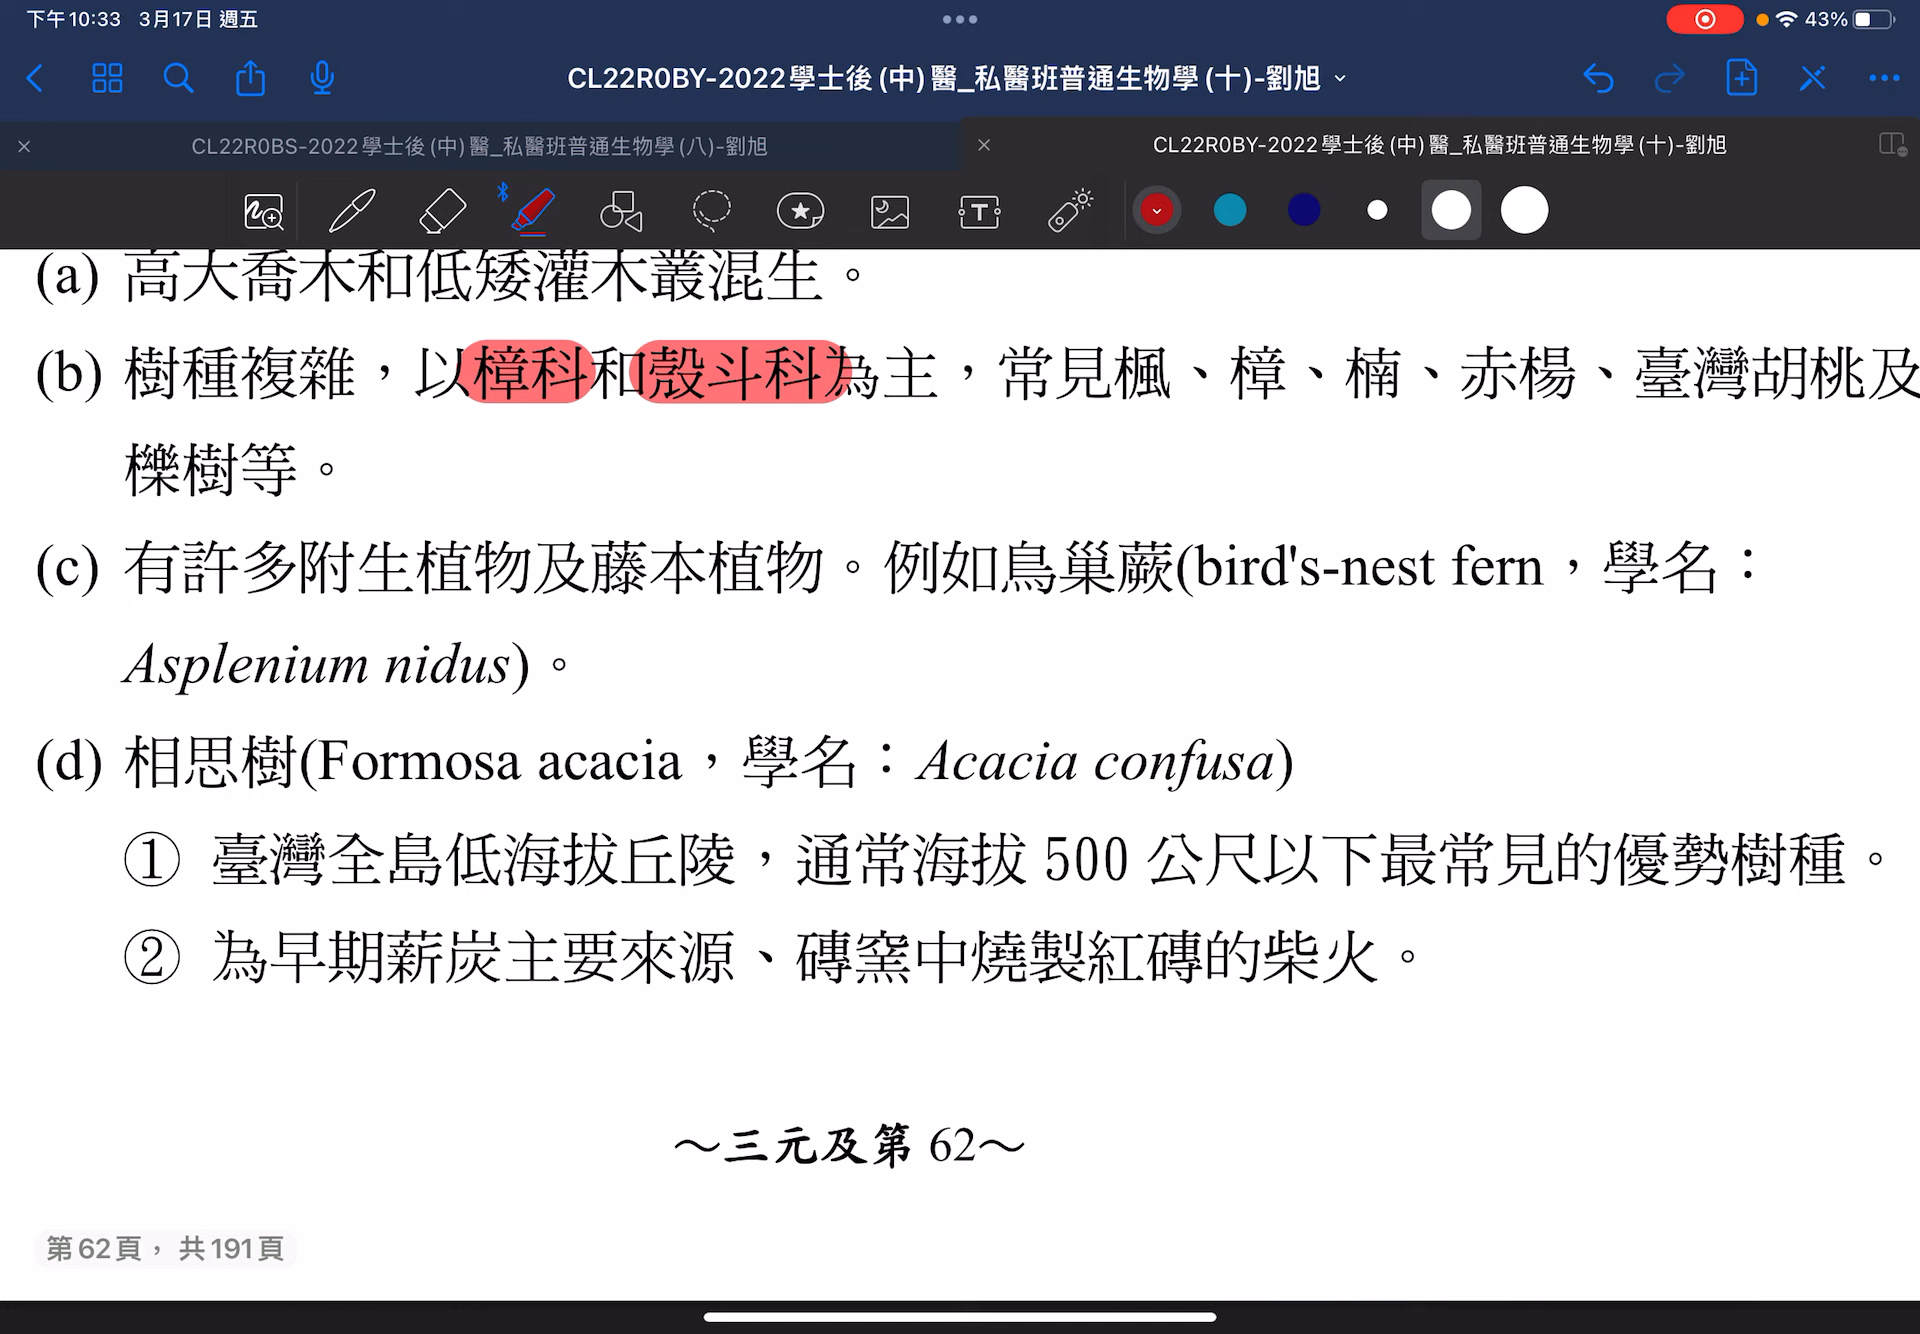 下午10:33 3月17日 週五
43%
CL22R0BY-2022學士後(中)醫_私醫班普通生物學(十)-劉旭
CL22R0BS-2022學士後(中)醫_私醫班普通生物學(八)-劉旭
CL22R0BY-2022學士後(中)醫_私醫班普通生物學(十)-劉旭
(a) 高大喬木和低矮灌木叢混生。
(b) 樹種複雜，以樟科和殼斗科為主，常見楓、樟、楠、赤楊、臺灣胡桃及
櫟樹等。
(c) 有許多附生植物及藤本植物。例如鳥巢蕨(bird's-nest fern，學名：
Asplenium nidus)。
(d) 相思樹(Formosa acacia，學名：Acacia confusa)
① 臺灣全島低海拔丘陵，通常海拔 500 公尺以下最常見的優勢樹種。
② 為早期薪炭主要來源、磚窯中燒製紅磚的柴火。
～三元及第 62～
第62頁，共191頁